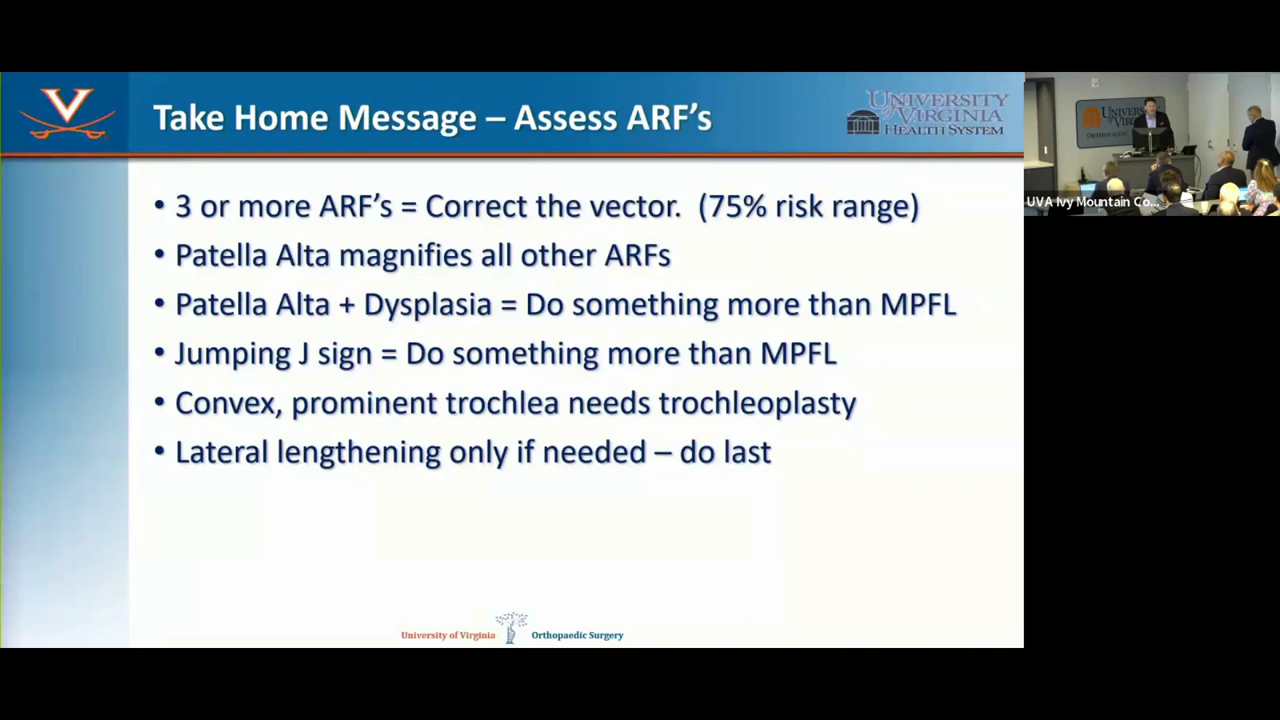 Take Home Message – Assess ARF's
UNIVERSITY
OF VIRGINIA
HEALTH SYSTEM
• 3 or more ARF's = Correct the vector. (75% risk range)
• Patella Alta magnifies all other ARFs
• Patella Alta + Dysplasia = Do something more than MPFL
• Jumping J sign = Do something more than MPFL
• Convex, prominent trochlea needs trochleoplasty
• Lateral lengthening only if needed – do last
University of Virginia Orthopaedic Surgery
UVA Ivy Mountain Co...